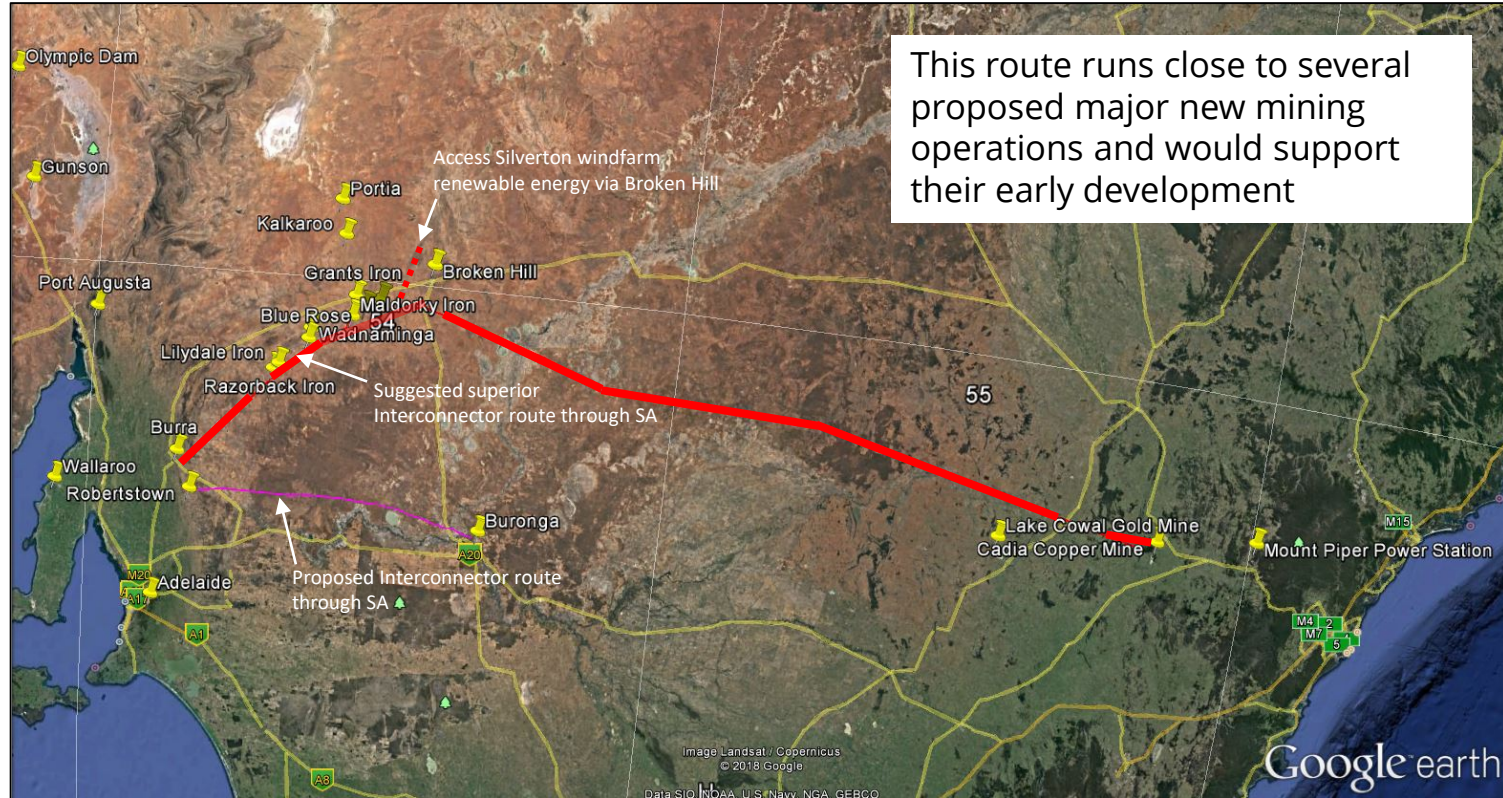 This route runs close to several
proposed major new mining
operations and would support
their early development
Olympic Dam
Gunson
Access Silverton windfarm
renewable energy via Broken Hill
Portia
Kalkaroo
Broken Hill
Grants Iron
Port Augusta
Maldorky Iron
Blue Rose
54
Wadnaminga
Lilydale Iron
Razorback Iron
Suggested superior
Interconnector route through SA
55
Burra
Wallaroo
Robertstown
Buronga
A20
Lake Cowal Gold Mine
Cadia Copper Mine
M15
Mount Piper Power Station
Proposed Interconnector route
through SA
M20
Adelaide
A17
A1
M4
2
M7
5
A8
Image Landsat / Copernicus
© 2018 Google
Data SIO, NOAA, U.S. Navy, NGA, GEBCO
Google earth